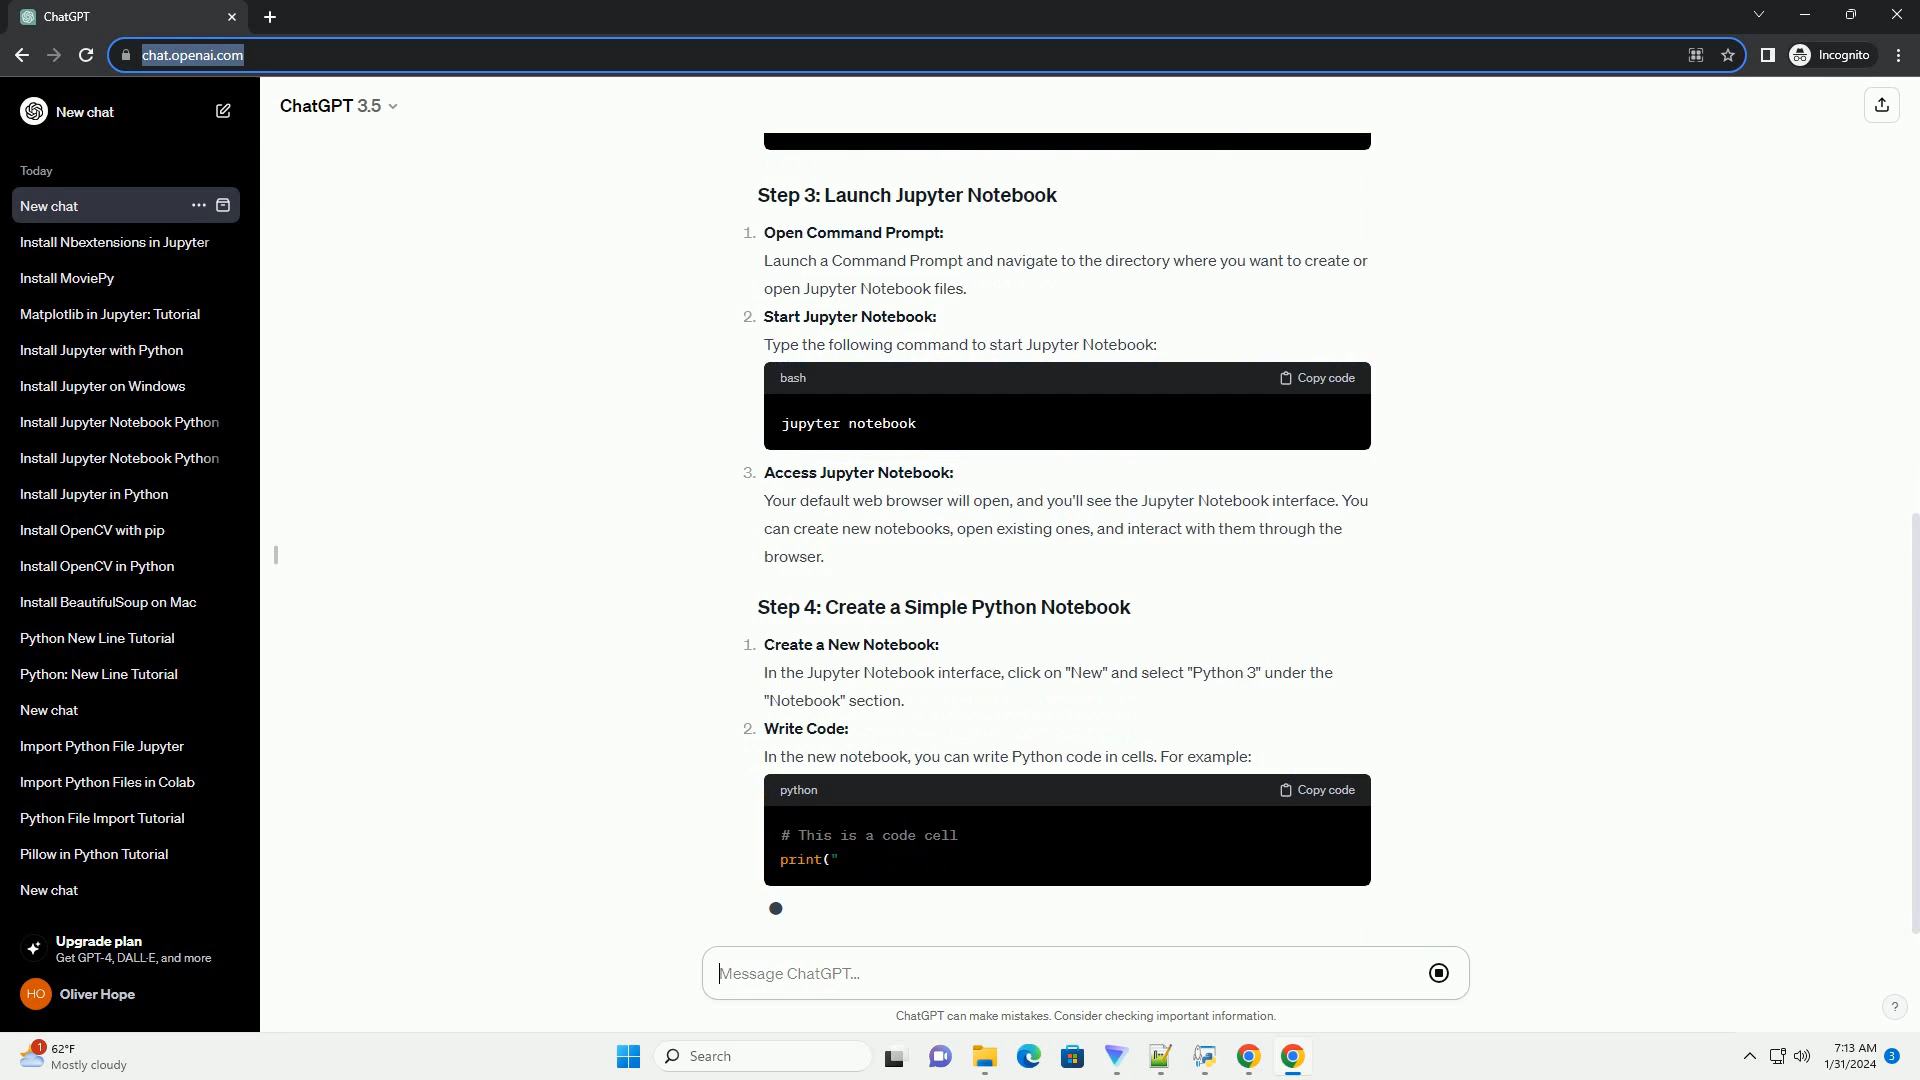 ChatGPT
chat.openai.com
Incognito
New chat
Today
New chat
Install Nbextensions in Jupyter
Install MoviePy
Matplotlib in Jupyter: Tutorial
Install Jupyter with Python
Install Jupyter on Windows
Install Jupyter Notebook Python
Install Jupyter Notebook Python
Install Jupyter in Python
Install OpenCV with pip
Install OpenCV in Python
Install BeautifulSoup on Mac
Python New Line Tutorial
Python: New Line Tutorial
New chat
Import Python File Jupyter
Import Python Files in Colab
Python File Import Tutorial
Pillow in Python Tutorial
New chat
Upgrade plan
Get GPT-4, DALL·E, and more
HO Oliver Hope
ChatGPT 3.5
Step 3: Launch Jupyter Notebook
1. Open Command Prompt:
Launch a Command Prompt and navigate to the directory where you want to create or
open Jupyter Notebook files.
2. Start Jupyter Notebook:
Type the following command to start Jupyter Notebook:
bash Copy code
jupyter notebook
3. Access Jupyter Notebook:
Your default web browser will open, and you'll see the Jupyter Notebook interface. You
can create new notebooks, open existing ones, and interact with them through the
browser.
Step 4: Create a Simple Python Notebook
1. Create a New Notebook:
In the Jupyter Notebook interface, click on "New" and select "Python 3" under the
"Notebook" section.
2. Write Code:
In the new notebook, you can write Python code in cells. For example:
python Copy code
# This is a code cell
print("
Message ChatGPT...
ChatGPT can make mistakes. Consider checking important information.
?
1
62°F
Mostly cloudy
Search
7:13 AM
1/31/2024
3